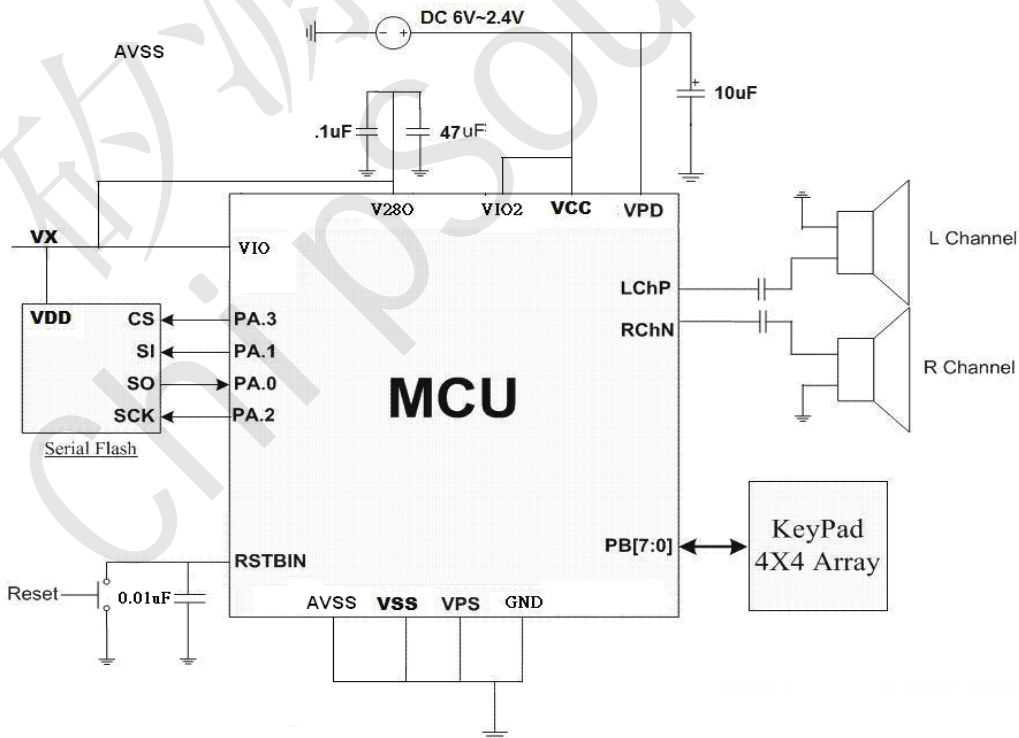 DC 6V~2.4V
AVSS
10uF
.1uF
47uF
V28O
VIO2
VCC
VPD
VX
VIO
L Channel
LChP
VDD
CS
PA.3
RChN
SI
PA.1
R Channel
SO
PA.0
MCU
SCK
PA.2
Serial Flash
KeyPad
4X4 Array
PB[7:0]
RSTBIN
Reset
0.01uF
AVSS
VSS
VPS
GND